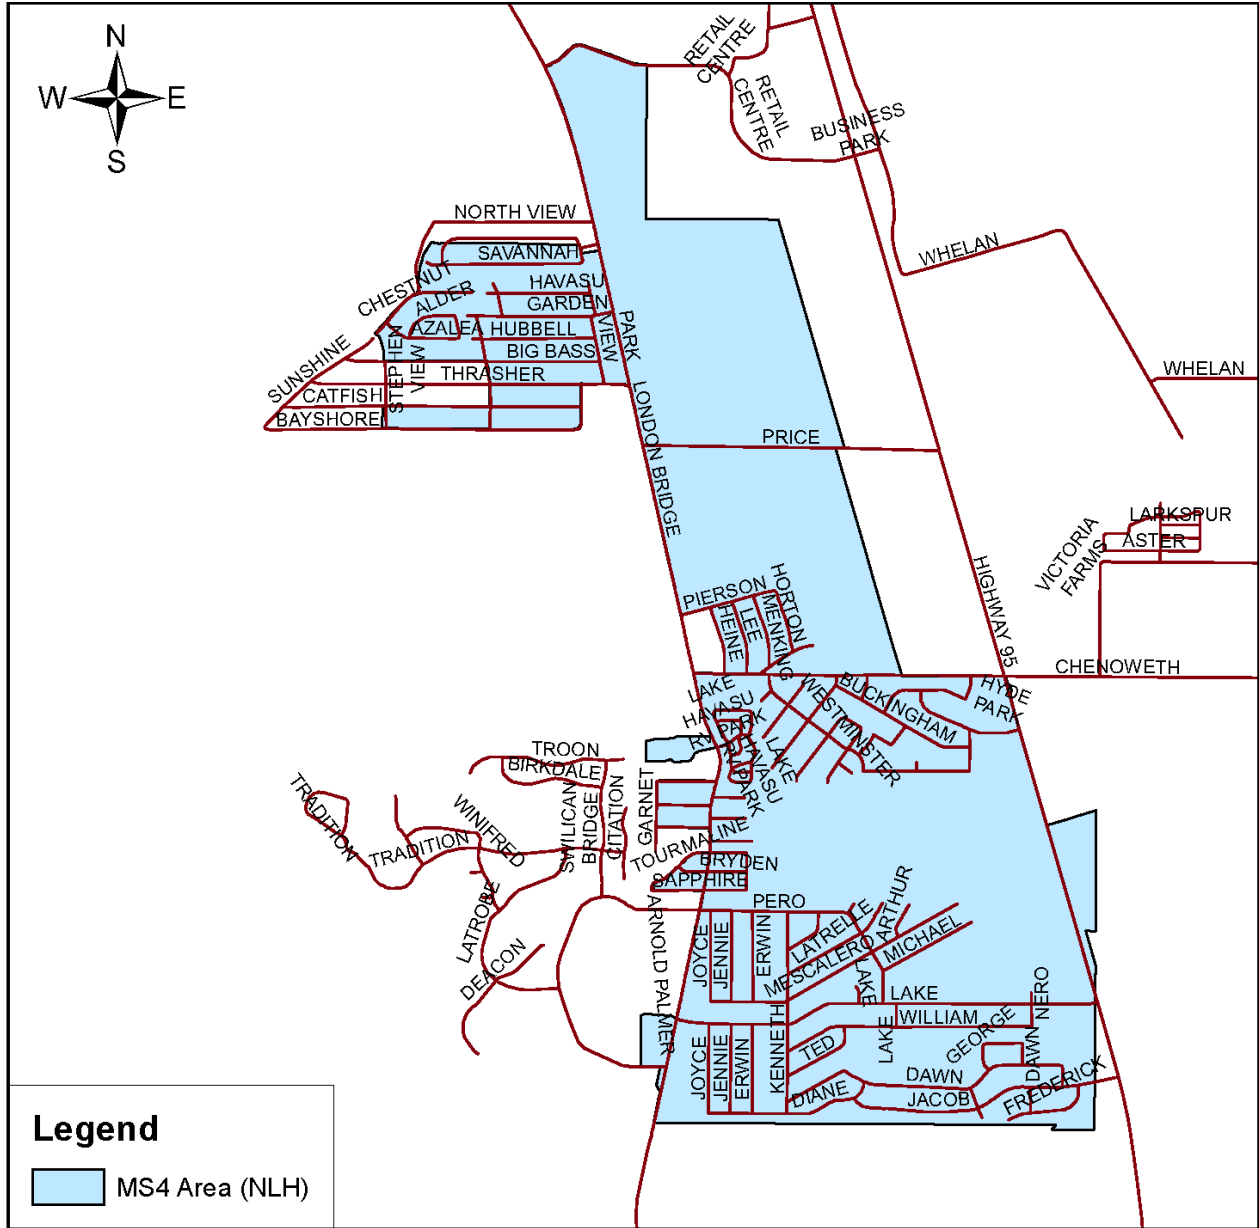 N
W E
S
RETAIL
CENTRE
RETAIL
CENTRE
BUSINESS
PARK
NORTH VIEW
SAVANNAH
WHELAN
CHESTNUT
HAVASU
ALDER
GARDEN
AZALEA
HUBBELL
VIEW
PARK
BIG BASS
SUNSHINE
STEPHEN
VIEW
THRASHER
WHELAN
CATFISH
BAYSHORE
LONDON BRIDGE
PRICE
LARKSPUR
ASTER
VICTORIA
FARMS
HIGHWAY 95
PIERSON
HORTON
HEINE
LEE
MENKING
CHENOWETH
LAKE
HAVASU
RV PARK
WESTMINSTER
BUCKINGHAM
HYDE
PARK
LAKE
HAVASU
RV PARK
TROON
BIRKDALE
TRADITION
WINIFRED
TRADITION
SWILICAN
BRIDGE
CITATION
GARNET
TOURMALINE
BRYDEN
SAPPHIRE
LATROBE
PERO
ARNOLD PALMER
DEACON
JOYCE
JENNIE
ERWIN
LATRELLE
ARTHUR
MESCALERO
MICHAEL
LAKE
LAKE
NERO
WILLIAM
KENNETH
LAKE
GEORGE
TED
DAWN
JOYCE
JENNIE
ERWIN
DIANE
DAWN
JACOB
FREDERICK
Legend
MS4 Area (NLH)